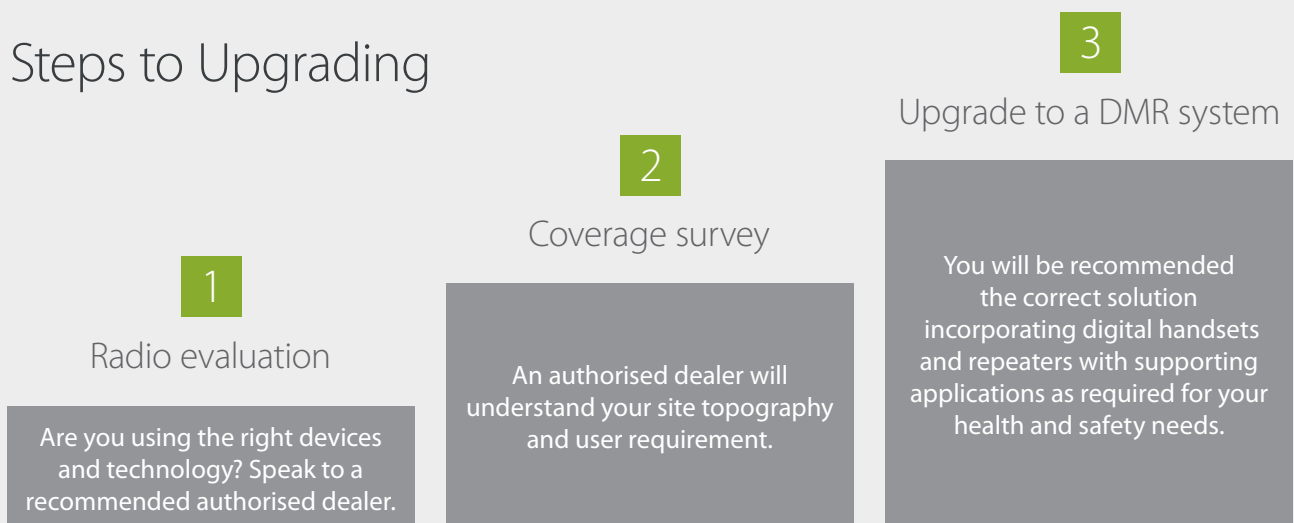 Steps to Upgrading
1
Radio evaluation
Are you using the right devices
and technology? Speak to a
recommended authorised dealer.
2
Coverage survey
An authorised dealer will
understand your site topography
and user requirement.
3
Upgrade to a DMR system
You will be recommended
the correct solution
incorporating digital handsets
and repeaters with supporting
applications as required for your
health and safety needs.